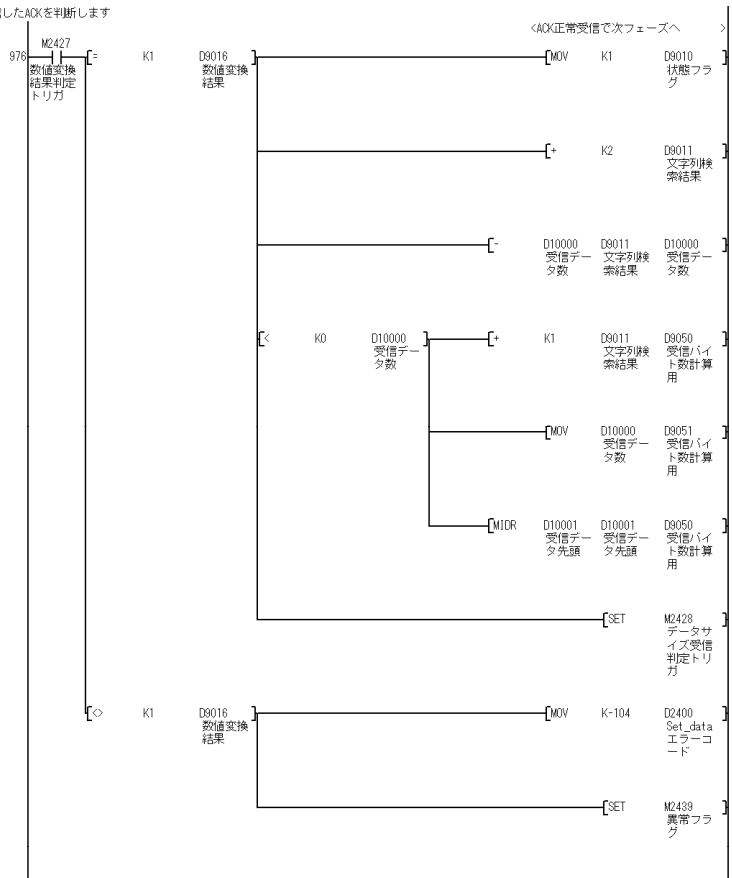 したACKを判断します
<ACK正常受信で次フェーズへ >
M2427
976
数値変換
結果判定
トリガ
[= K1 D9016 ]
数値変換
結果
[MOV K1 D9010 ]
状態フラ
グ
[+ K2 D9011 ]
文字列検
索結果
[- D10000 D9011 D10000 ]
受信デー 文字列検 受信デー
タ数 索結果 タ数
[< K0 D10000 ]
受信デー
タ数
[+ K1 D9011 D9050 ]
文字列検 受信バイ
索結果 ト数計算
用
[MOV D10000 D9051 ]
受信デー 受信バイ
タ数 ト数計算
用
[MIDR D10001 D10001 D9050 ]
受信デー 受信デー 受信バイ
タ先頭 タ先頭 ト数計算
用
[SET M2428 ]
データサ
イズ受信
判定トリ
ガ
[<> K1 D9016 ]
数値変換
結果
[MOV K-104 D2400 ]
Set_data
エラーコ
ード
[SET M2439 ]
異常フラ
グ